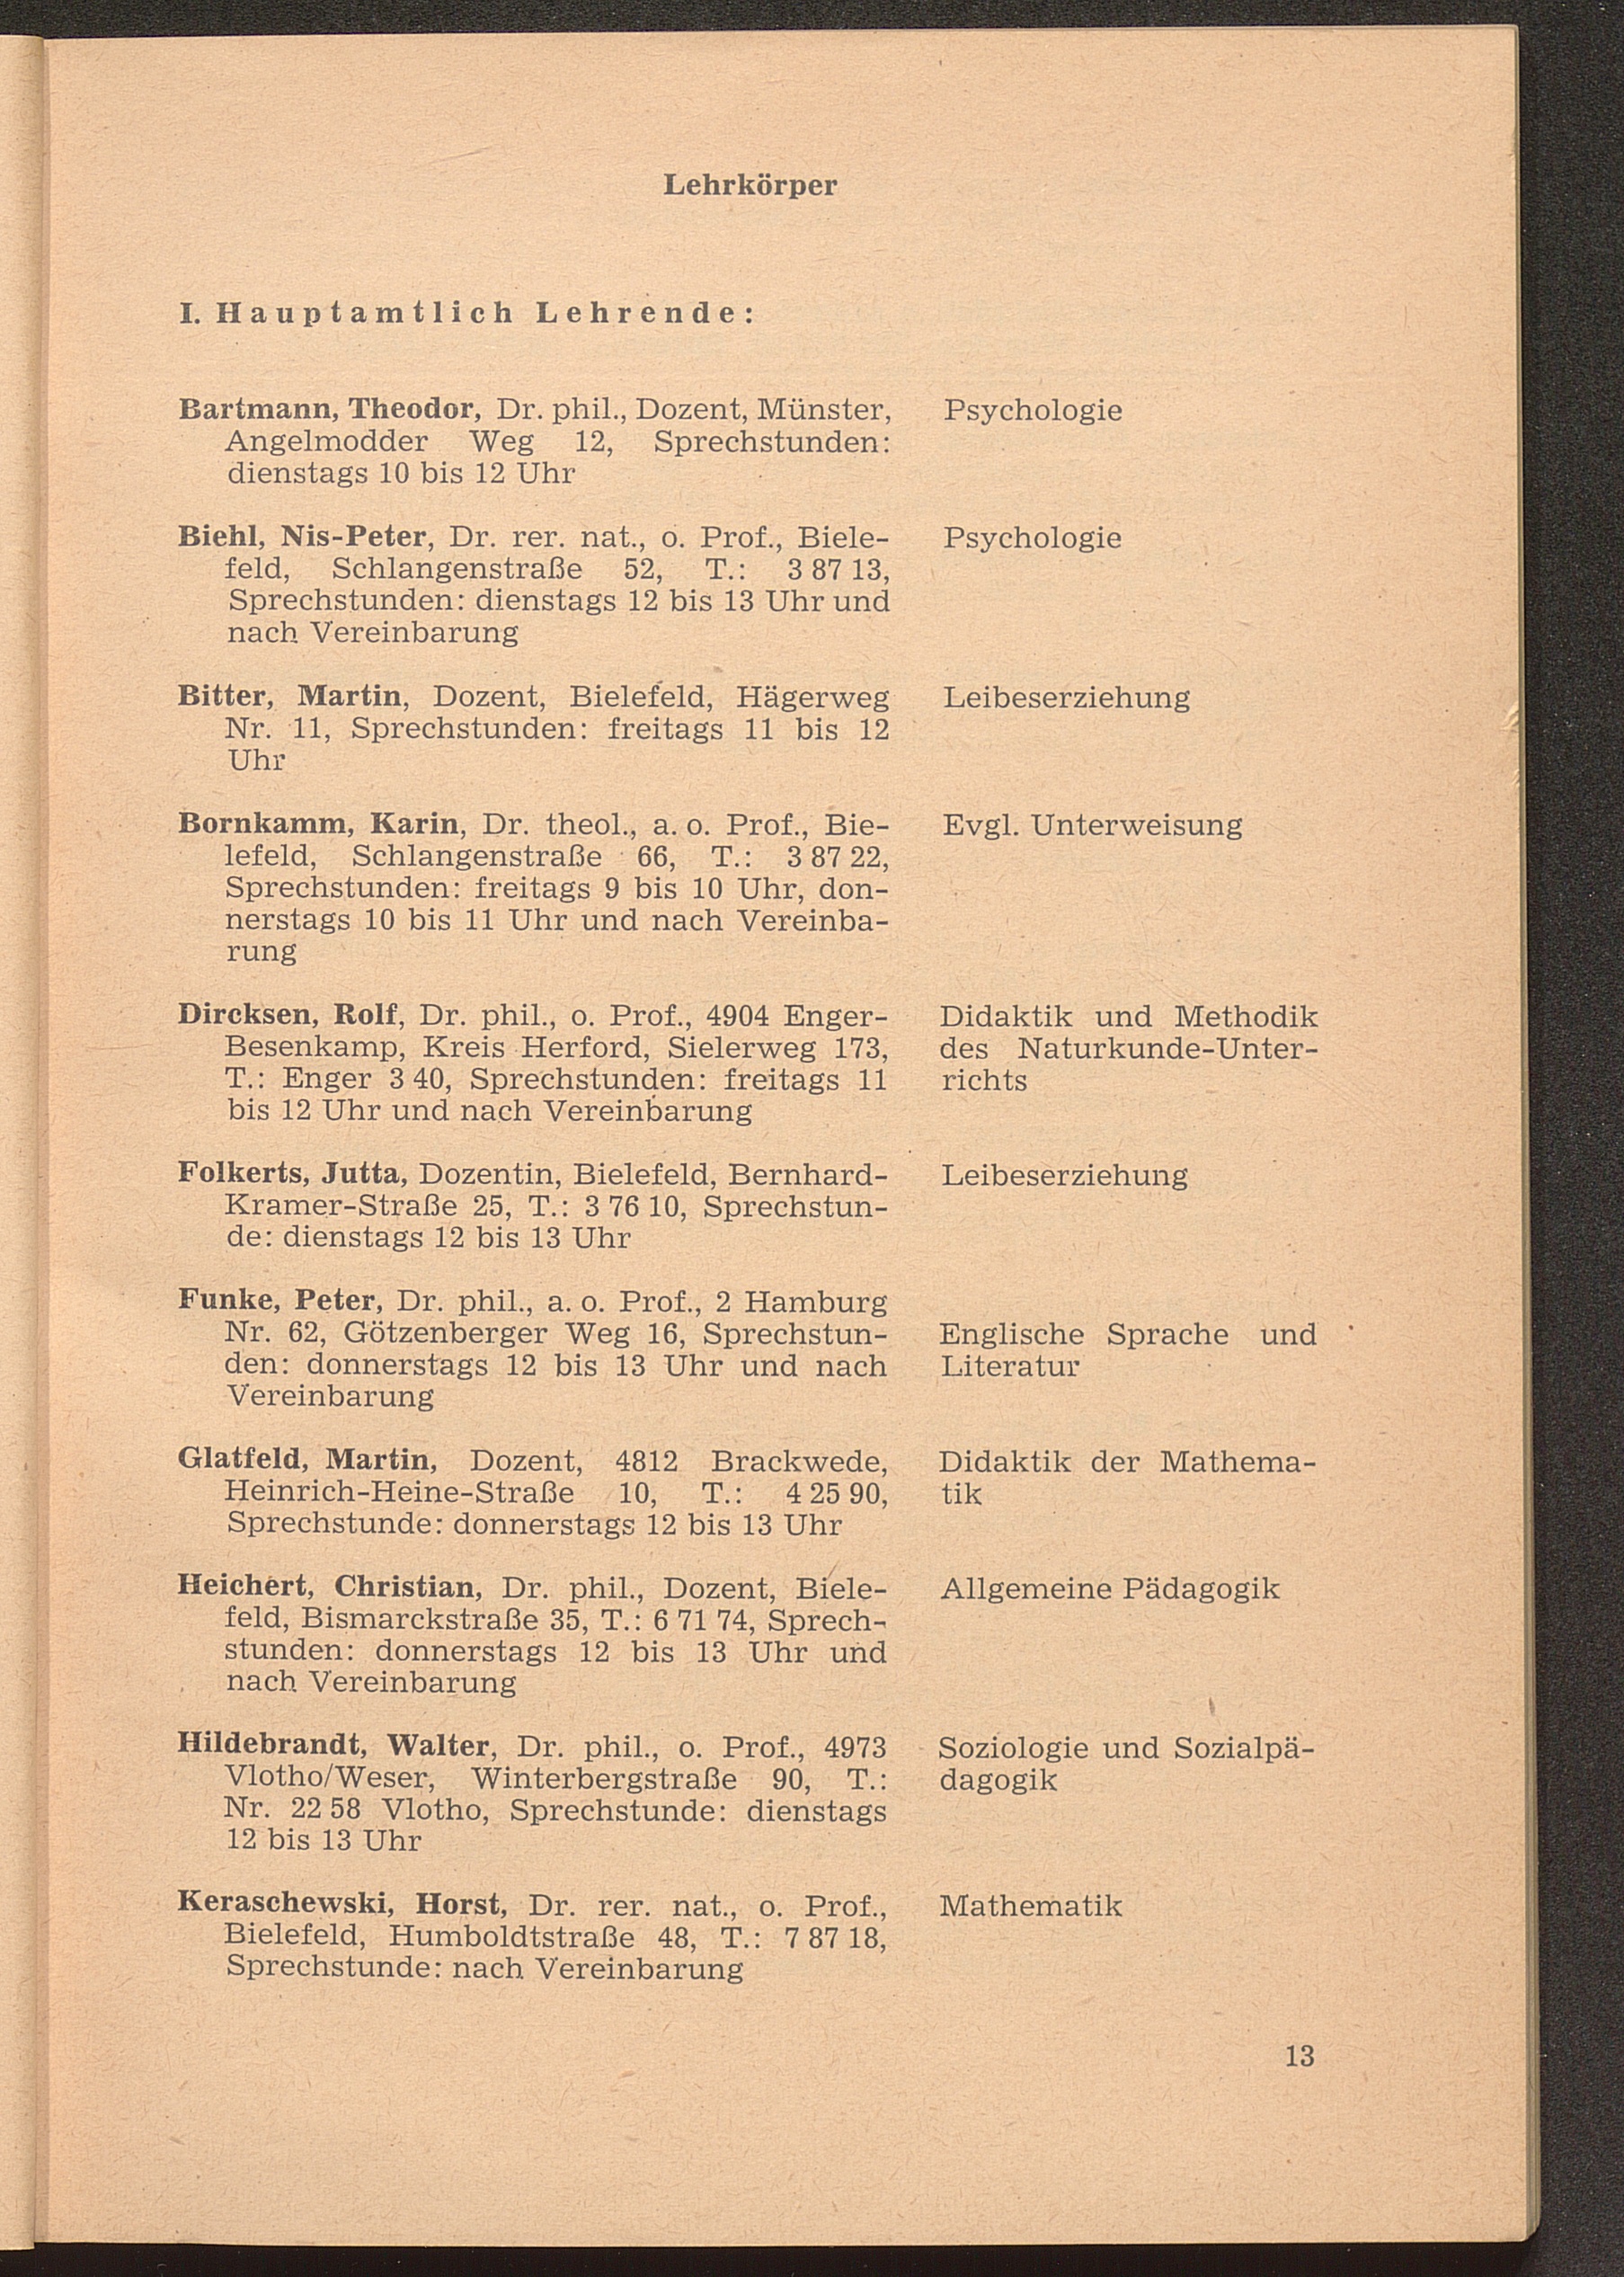 Lehrkörper
I. Hauptamtlich Lehrende:
Bartmann, Theodor, Dr. phil., Dozent, Münster, Psychologie
Angelmodder Weg 12, Sprechstunden:
dienstags 10 bis 12 Uhr
Biehl, Nis-Peter, Dr. rer. nat., o. Prof., Biele- Psychologie
feld, Schlangenstraße 52, T.: 3 87 13,
Sprechstunden: dienstags 12 bis 13 Uhr und
nach Vereinbarung
Bitter, Martin, Dozent, Bielefeld, Hägerweg Leibeserziehung
Nr. 11, Sprechstunden: freitags 11 bis 12
Uhr
Bornkamm, Karin, Dr. theol., a. o. Prof., Bie- Evgl. Unterweisung
lefeld, Schlangenstraße 66, T.: 3 87 22,
Sprechstunden: freitags 9 bis 10 Uhr, don-
nerstags 10 bis 11 Uhr und nach Vereinba-
rung
Dircksen, Rolf, Dr. phil., o. Prof., 4904 Enger- Didaktik und Methodik
Besenkamp, Kreis Herford, Sielerweg 173, des Naturkunde-Unter-
T.: Enger 3 40, Sprechstunden: freitags 11 richts
bis 12 Uhr und nach Vereinbarung
Folkerts, Jutta, Dozentin, Bielefeld, Bernhard- Leibeserziehung
Kramer-Straße 25, T.: 3 76 10, Sprechstun-
de: dienstags 12 bis 13 Uhr
Funke, Peter, Dr. phil., a. o. Prof., 2 Hamburg
Nr. 62, Götzenberger Weg 16, Sprechstun- Englische Sprache und
den: donnerstags 12 bis 13 Uhr und nach Literatur
Vereinbarung
Glatfeld, Martin, Dozent, 4812 Brackwede, Didaktik der Mathema-
Heinrich-Heine-Straße 10, T.: 4 25 90, tik
Sprechstunde: donnerstags 12 bis 13 Uhr
Heichert, Christian, Dr. phil., Dozent, Biele- Allgemeine Pädagogik
feld, Bismarckstraße 35, T.: 6 71 74, Sprech-
stunden: donnerstags 12 bis 13 Uhr und
nach Vereinbarung
Hildebrandt, Walter, Dr. phil., o. Prof., 4973 Soziologie und Sozialpä-
Vlotho/Weser, Winterbergstraße 90, T.: dagogik
Nr. 22 58 Vlotho, Sprechstunde: dienstags
12 bis 13 Uhr
Keraschewski, Horst, Dr. rer. nat., o. Prof., Mathematik
Bielefeld, Humboldtstraße 48, T.: 7 87 18,
Sprechstunde: nach Vereinbarung
13